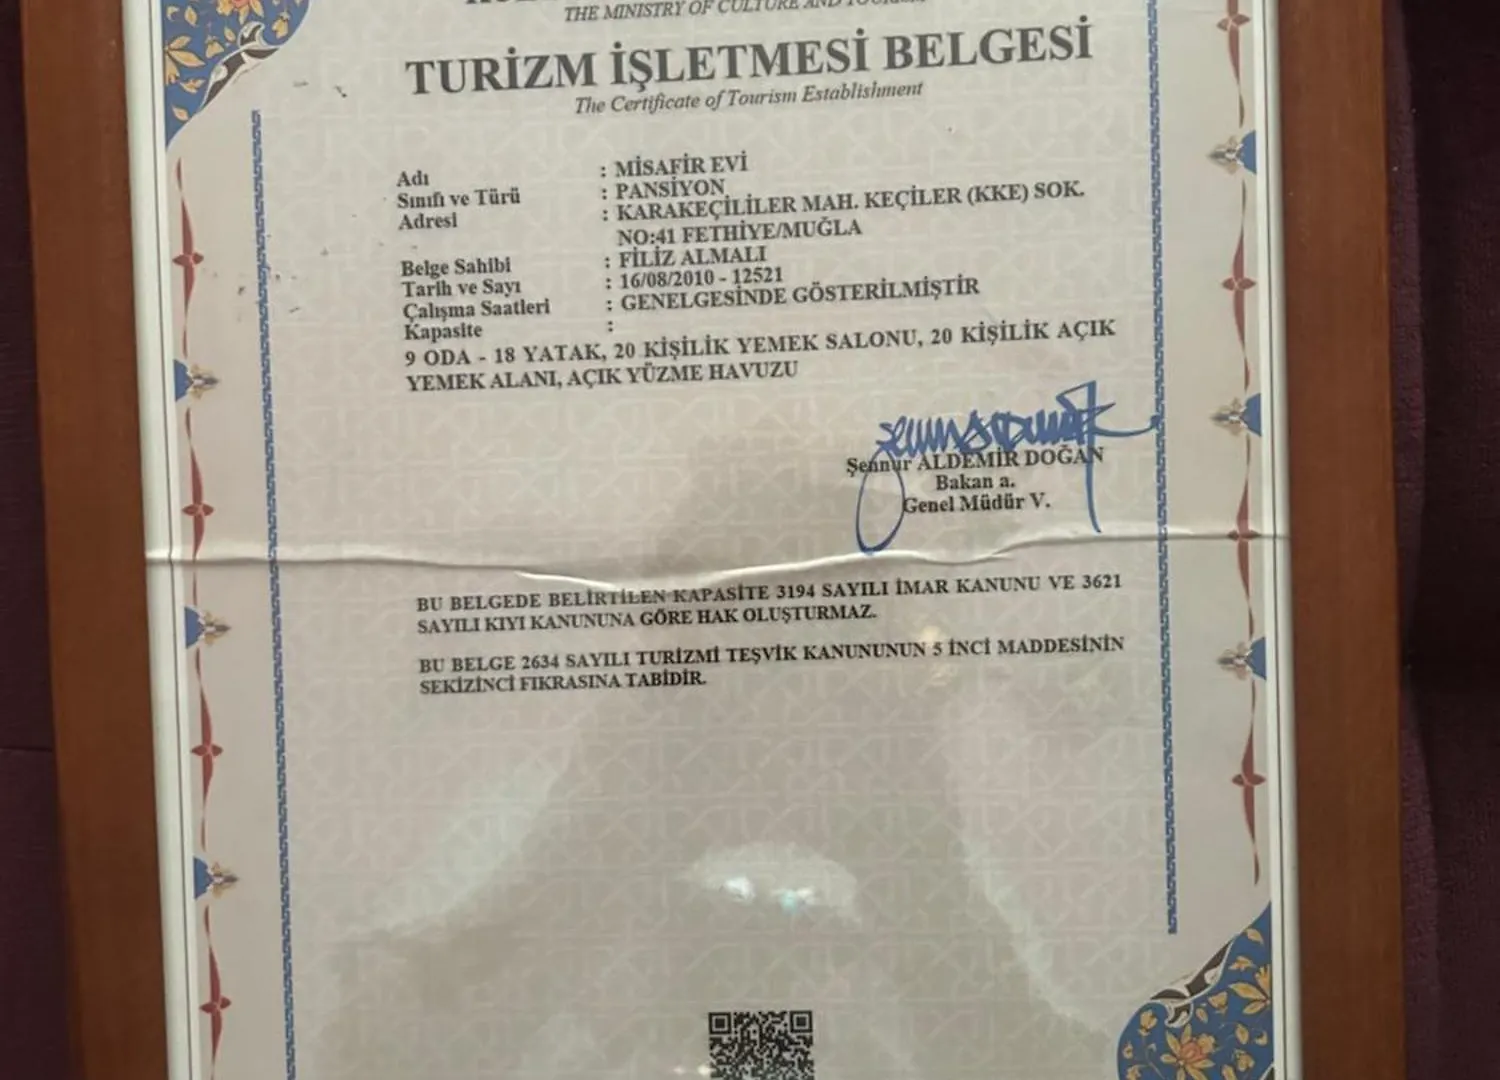 THE MINISTRY OF CULTURE AND TOURISM
TURİZM İŞLETMESİ BELGESİ
The Certificate of Tourism Establishment
Adı : MİSAFİR EVİ
Sınıfı ve Türü : PANSİYON
Adresi : KARAKEÇİLİLER MAH. KEÇİLER (KKE) SOK.
NO:41 FETHİYE/MUĞLA
Belge Sahibi : FİLİZ ALMALI
Tarih ve Sayı : 16/08/2010 - 12521
Çalışma Saatleri : GENELGESİNDE GÖSTERİLMİŞTİR
Kapasite :
9 ODA - 18 YATAK, 20 KİŞİLİK YEMEK SALONU, 20 KİŞİLİK AÇIK
YEMEK ALANI, AÇIK YÜZME HAVUZU
Şennur ALDEMİR DOĞAN
Bakan a.
Genel Müdür V.
BU BELGEDE BELİRTİLEN KAPASİTE 3194 SAYILI İMAR KANUNU VE 3621
SAYILI KIYI KANUNUNA GÖRE HAK OLUŞTURMAZ.
BU BELGE 2634 SAYILI TURİZMİ TEŞVİK KANUNUNUN 5 İNCİ MADDESİNİN
SEKİZİNCİ FIKRASINA TABİDİR.